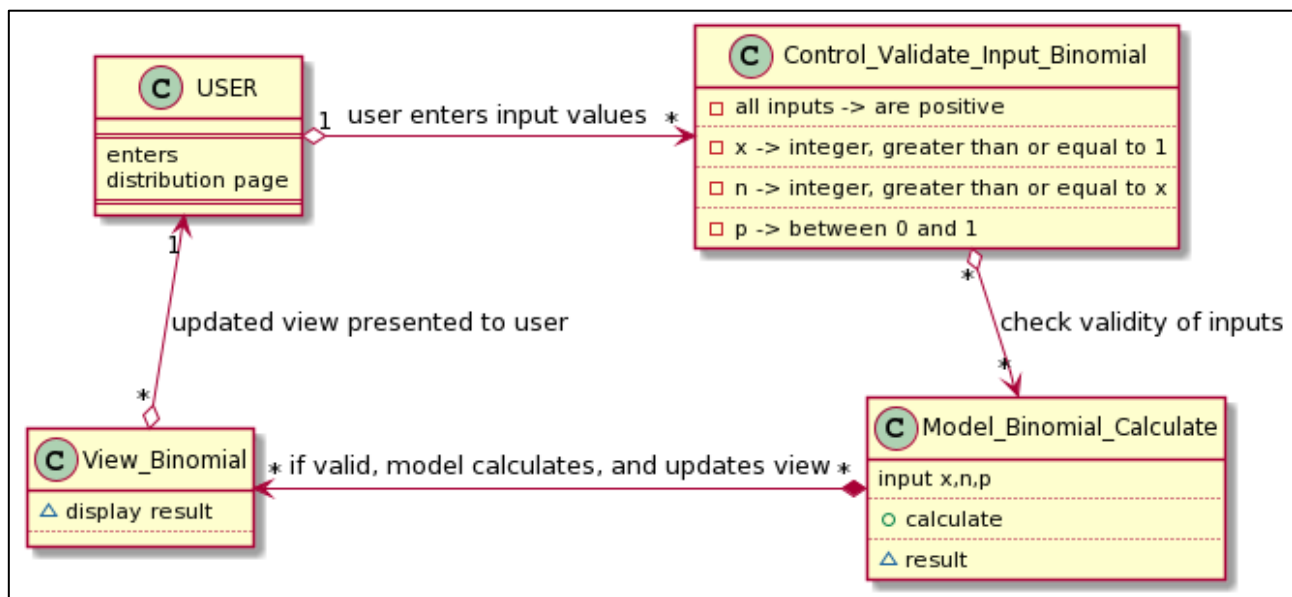 C USER
enters
distribution page
1 user enters input values *
C Control_Validate_Input_Binomial
all inputs -> are positive
x -> integer, greater than or equal to 1
n -> integer, greater than or equal to x
p -> between 0 and 1
1
updated view presented to user
*
*
check validity of inputs
*
C View_Binomial
display result
* if valid, model calculates, and updates view *
C Model_Binomial_Calculate
input x,n,p
calculate
result